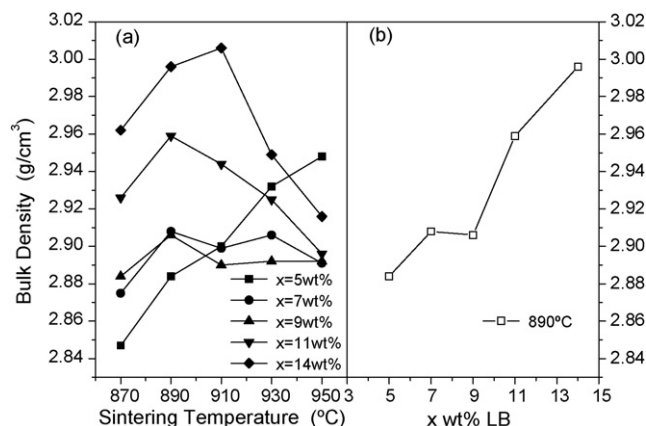 (a)
(b)
3.02
3.00
2.98
2.96
2.94
2.92
2.90
2.88
2.86
2.84
Bulk Density (g/cm³)
x=5wt%
x=7wt%
x=9wt%
x=11wt%
x=14wt%
870 890 910 930 950
Sintering Temperature (ºC)
890ºC
3 5 7 9 11 13 15
x wt% LB
3.02
3.00
2.98
2.96
2.94
2.92
2.90
2.88
2.86
2.84